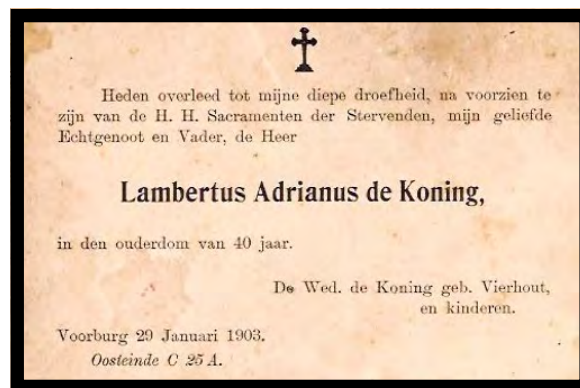 Heden overleed tot mijne diepe droefheid, na voorzien te
zijn van de H. H. Sacramenten der Stervenden, mijn geliefde
Echtgenoot en Vader, de Heer
Lambertus Adrianus de Koning,
in den ouderdom van 40 jaar.
De Wed. de Koning geb. Vierhout,
en kinderen.
Voorburg 29 Januari 1903.
Oosteinde C 25 A.